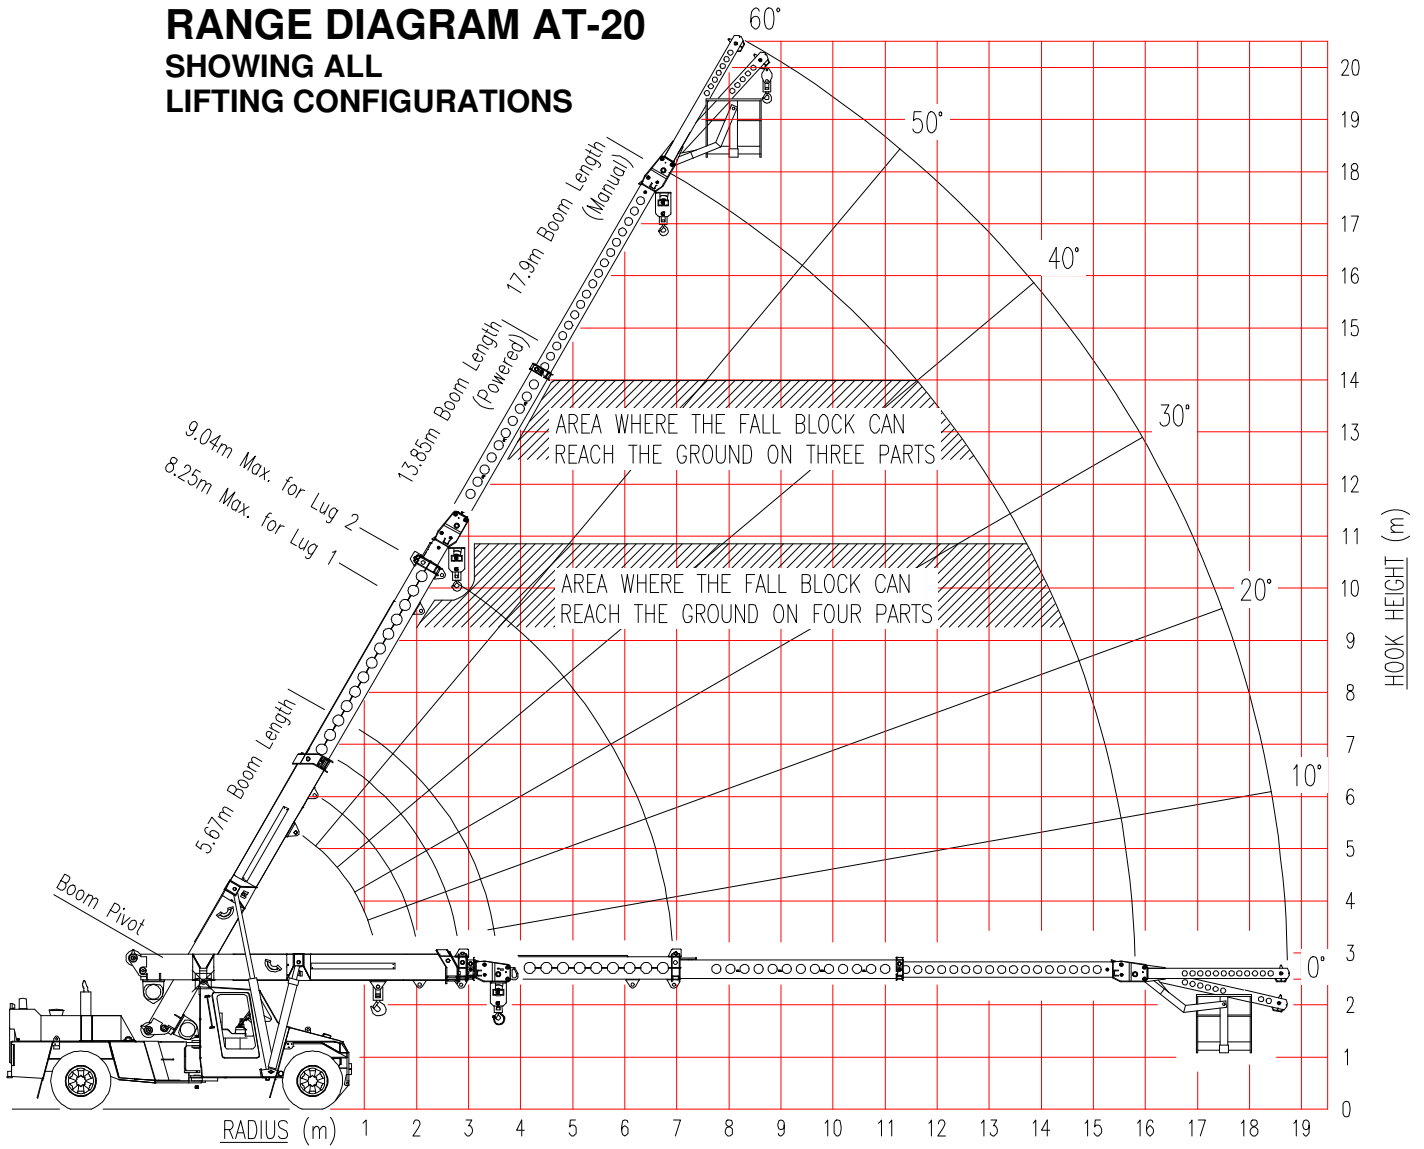 RANGE DIAGRAM AT-20
SHOWING ALL
LIFTING CONFIGURATIONS
60°
50°
40°
30°
20°
10°
0°
17.9m Boom Length
(Manual)
13.85m Boom Length
(Powered)
9.04m Max. for Lug 2
8.25m Max. for Lug 1
5.67m Boom Length
Boom Pivot
AREA WHERE THE FALL BLOCK CAN
REACH THE GROUND ON THREE PARTS
AREA WHERE THE FALL BLOCK CAN
REACH THE GROUND ON FOUR PARTS
20
19
18
17
16
15
14
13
12
11
10
9
8
7
6
5
4
3
2
1
0
HOOK HEIGHT (m)
RADIUS (m) 1 2 3 4 5 6 7 8 9 10 11 12 13 14 15 16 17 18 19